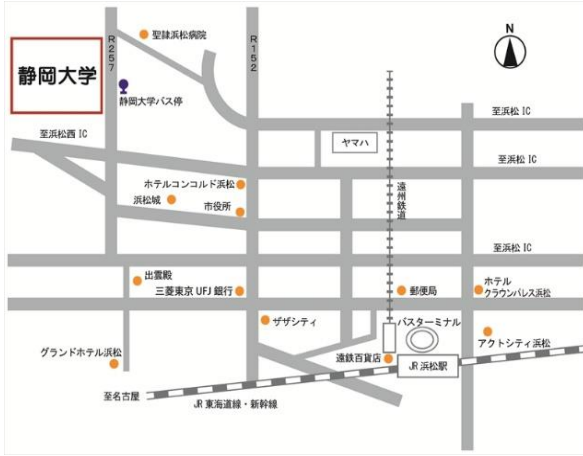 R257
聖隷浜松病院
R152
N
静岡大学
静岡大学バス停
至浜松IC
至浜松西IC
ヤマハ
至浜松IC
ホテルコンコルド浜松
浜松城
市役所
遠州鉄道
至浜松IC
出雲殿
三菱東京UFJ銀行
郵便局
ホテル
クラウンパレス浜松
ザザシティ
バスターミナル
アクトシティ浜松
グランドホテル浜松
遠鉄百貨店
JR浜松駅
至名古屋
JR東海道線・新幹線